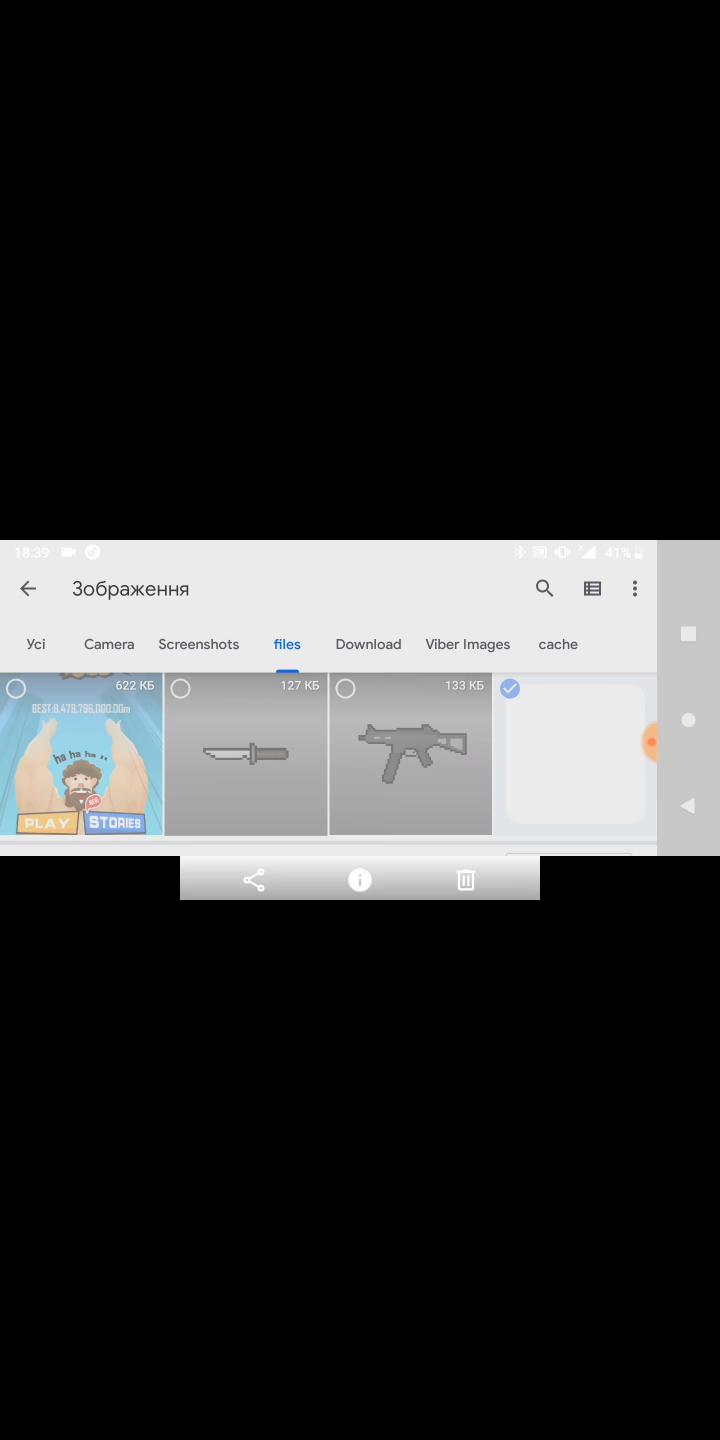 18:39 41%
Зображення
Усі Camera Screenshots files Download Viber Images cache
622 КБ 127 КБ 133 КБ
BEST:8,478,796,000.00m
ha ha ha
NEW
PLAY STORIES